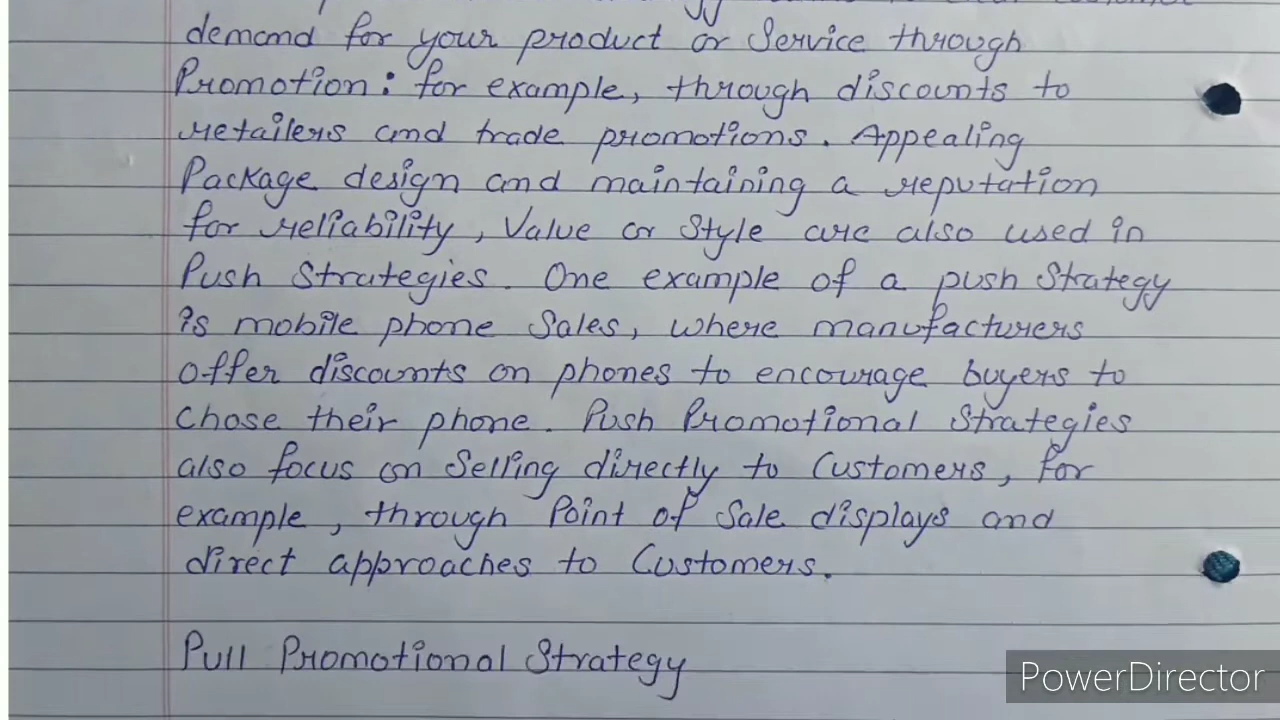 demand for your product or Service through
Promotion: for example, through discounts to
retailers and trade promotions. Appealing
Package design and maintaining a reputation
for reliability, Value or Style are also used in
Push Strategies. One example of a push Strategy
is mobile phone Sales, where manufacturers
offer discounts on phones to encourage buyers to
chose their phone. Push Promotional Strategies
also focus on Selling directly to Customers, for
example, through Point of Sale displays and
direct approaches to Customers.
Pull Promotional Strategy
PowerDirector